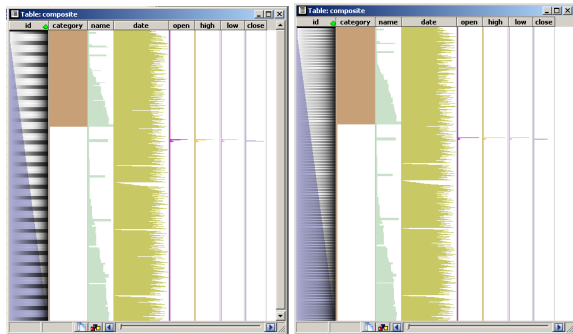 Table: composite
id category name date open high low close
Table: composite
id category name date open high low close